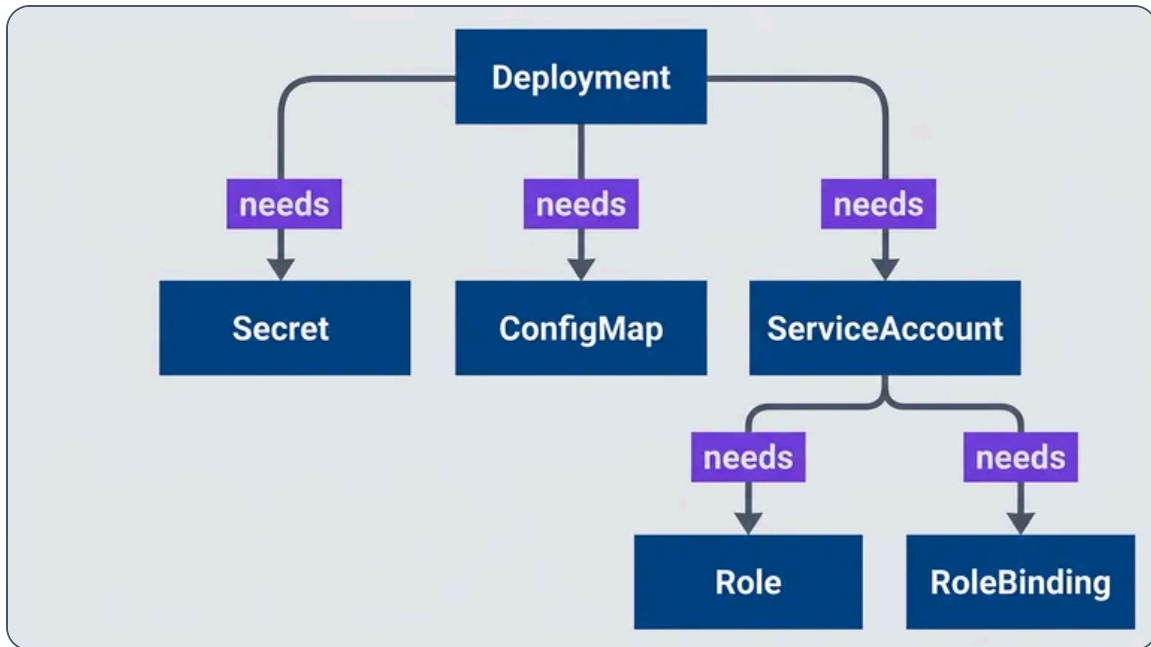 Deployment
needs
needs
needs
Secret
ConfigMap
ServiceAccount
needs
needs
Role
RoleBinding